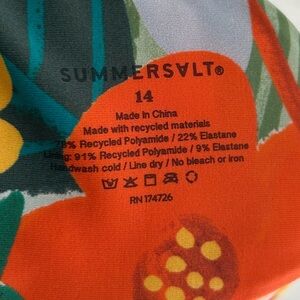 SUMMERSALT®
14
Made in China
Made with recycled materials
78% Recycled Polyamide / 22% Elastane
Lining: 91% Recycled Polyamide / 9% Elastane
Handwash cold / Line dry / No bleach or iron
RN 174726